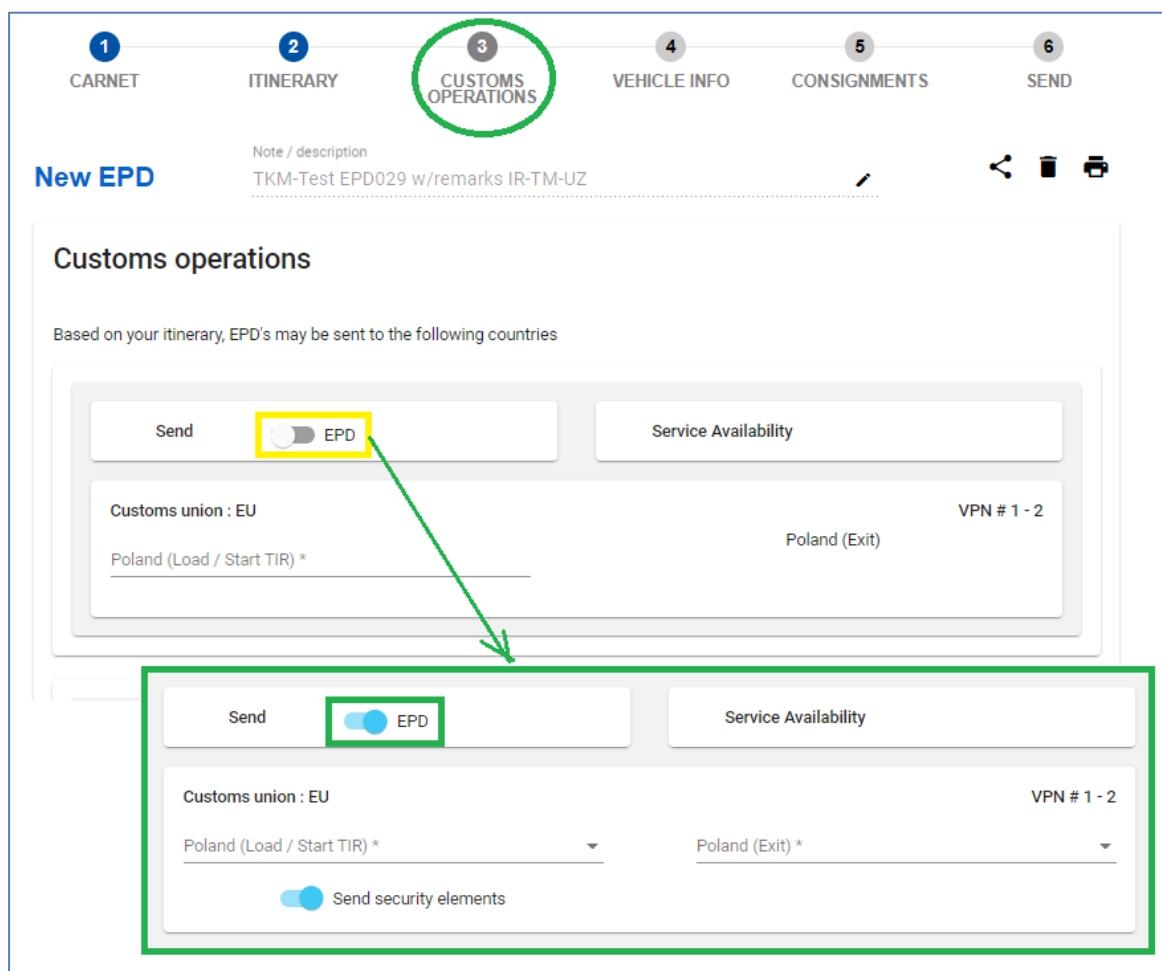 1 2 3 4 5 6
CARNET ITINERARY CUSTOMS OPERATIONS VEHICLE INFO CONSIGNMENTS SEND
Note / description
New EPD TKM-Test EPD029 w/remarks IR-TM-UZ
Customs operations
Based on your itinerary, EPD's may be sent to the following countries
Send EPD Service Availability
Customs union : EU VPN # 1 - 2
Poland (Load / Start TIR) * Poland (Exit)
Send EPD Service Availability
Customs union : EU VPN # 1 - 2
Poland (Load / Start TIR) * Poland (Exit) *
Send security elements